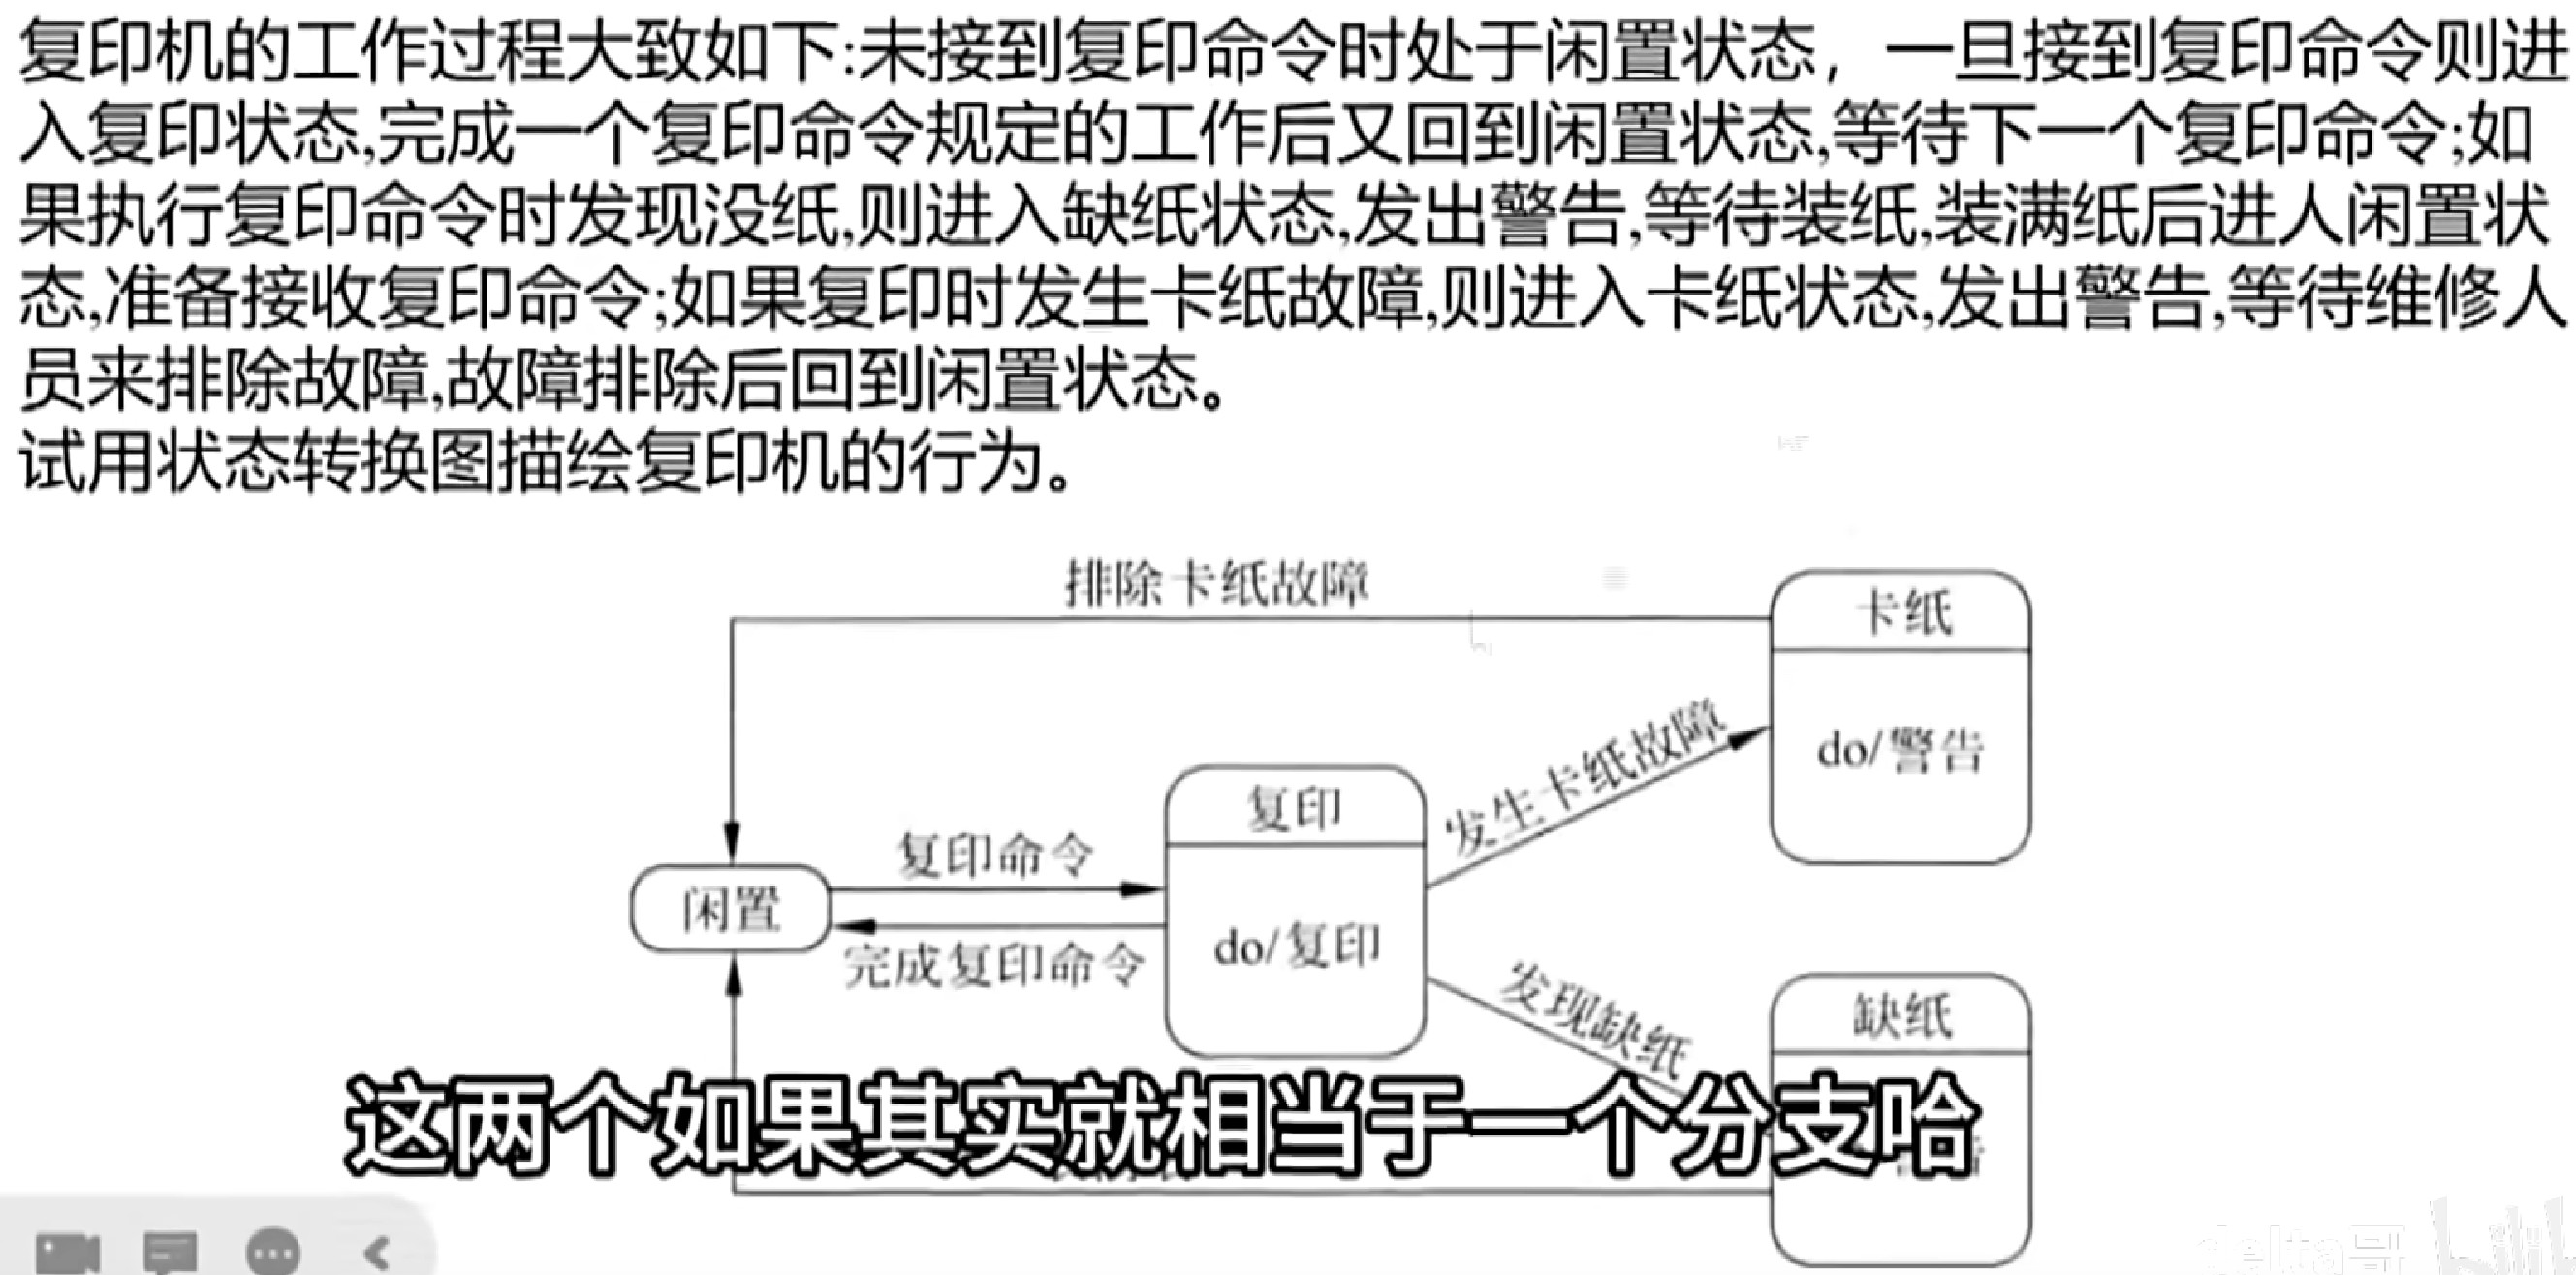 复印机的工作过程大致如下:未接到复印命令时处于闲置状态，一旦接到复印命令则进
入复印状态,完成一个复印命令规定的工作后又回到闲置状态,等待下一个复印命令;如
果执行复印命令时发现没纸,则进入缺纸状态,发出警告,等待装纸,装满纸后进人闲置状
态,准备接收复印命令;如果复印时发生卡纸故障,则进入卡纸状态,发出警告,等待维修人
员来排除故障,故障排除后回到闲置状态。
试用状态转换图描绘复印机的行为。
排除卡纸故障
卡纸
do/警告
发生卡纸故障
复印
do/复印
复印命令
闲置
完成复印命令
发现缺纸
缺纸
这两个如果其实就相当于一个分支哈
delta哥